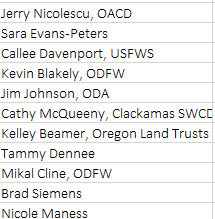 Jerry Nicolescu, OACD
Sara Evans-Peters
Callee Davenport, USFWS
Kevin Blakely, ODFW
Jim Johnson, ODA
Cathy McQueeny, Clackamas SWCD
Kelley Beamer, Oregon Land Trusts
Tammy Dennee
Mikal Cline, ODFW
Brad Siemens
Nicole Maness